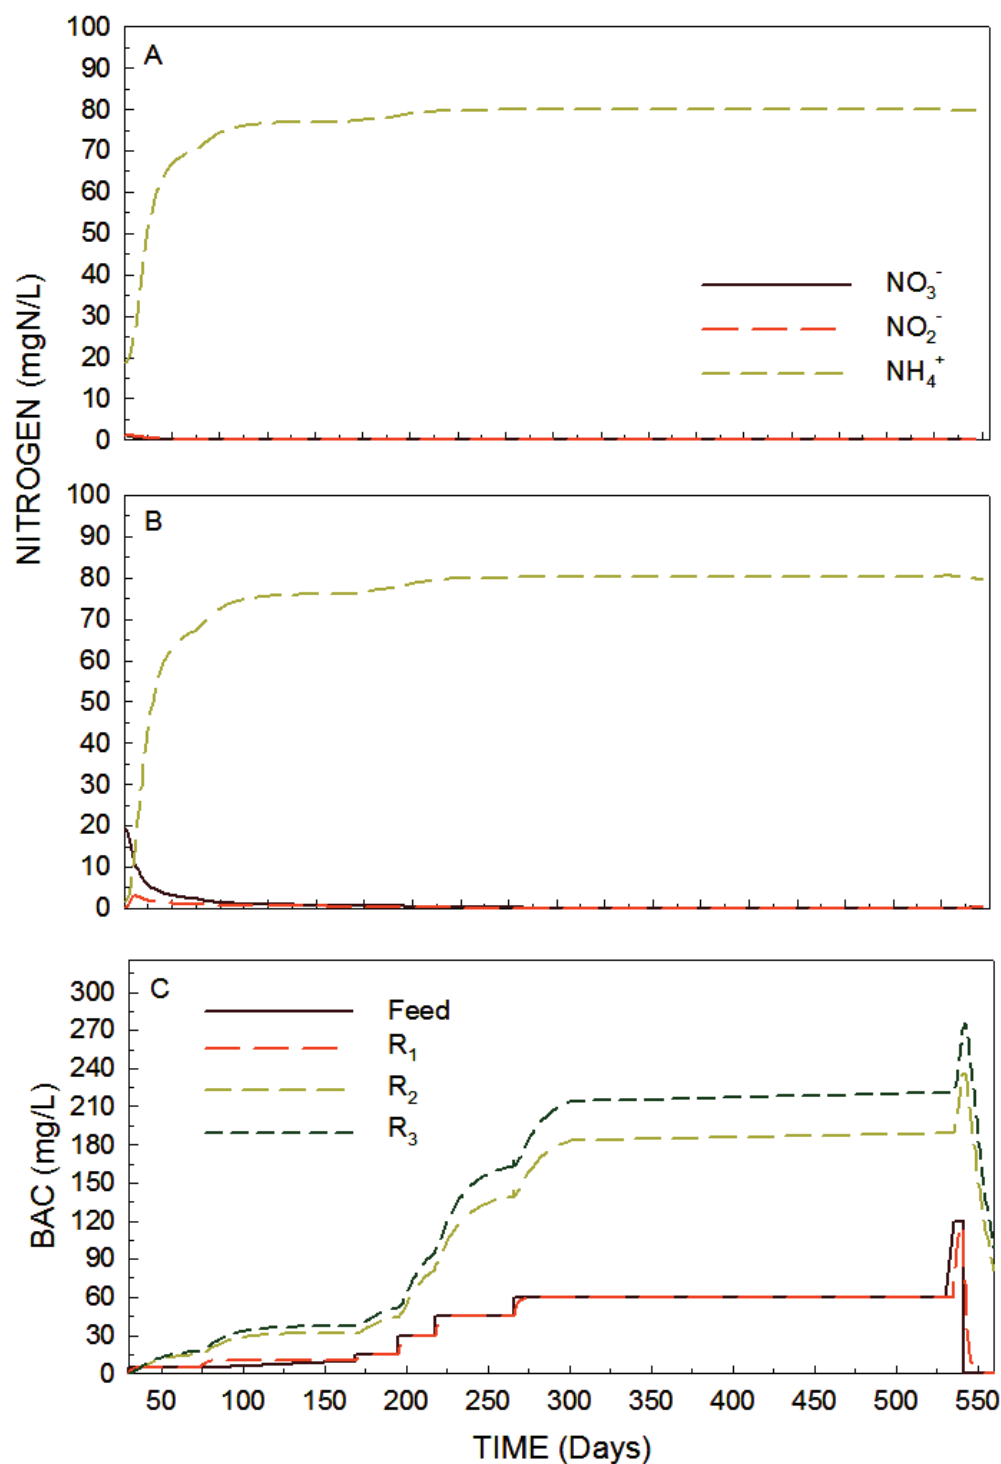 NITROGEN (mgN/L)
100
90
80
70
60
50
40
30
20
10
0
A
NO₃⁻
NO₂⁻
NH₄⁺
100
90
80
70
60
50
40
30
20
10
0
B
BAC (mg/L)
300
270
240
210
180
150
120
90
60
30
0
C
Feed
R₁
R₂
R₃
50 100 150 200 250 300 350 400 450 500 550
TIME (Days)